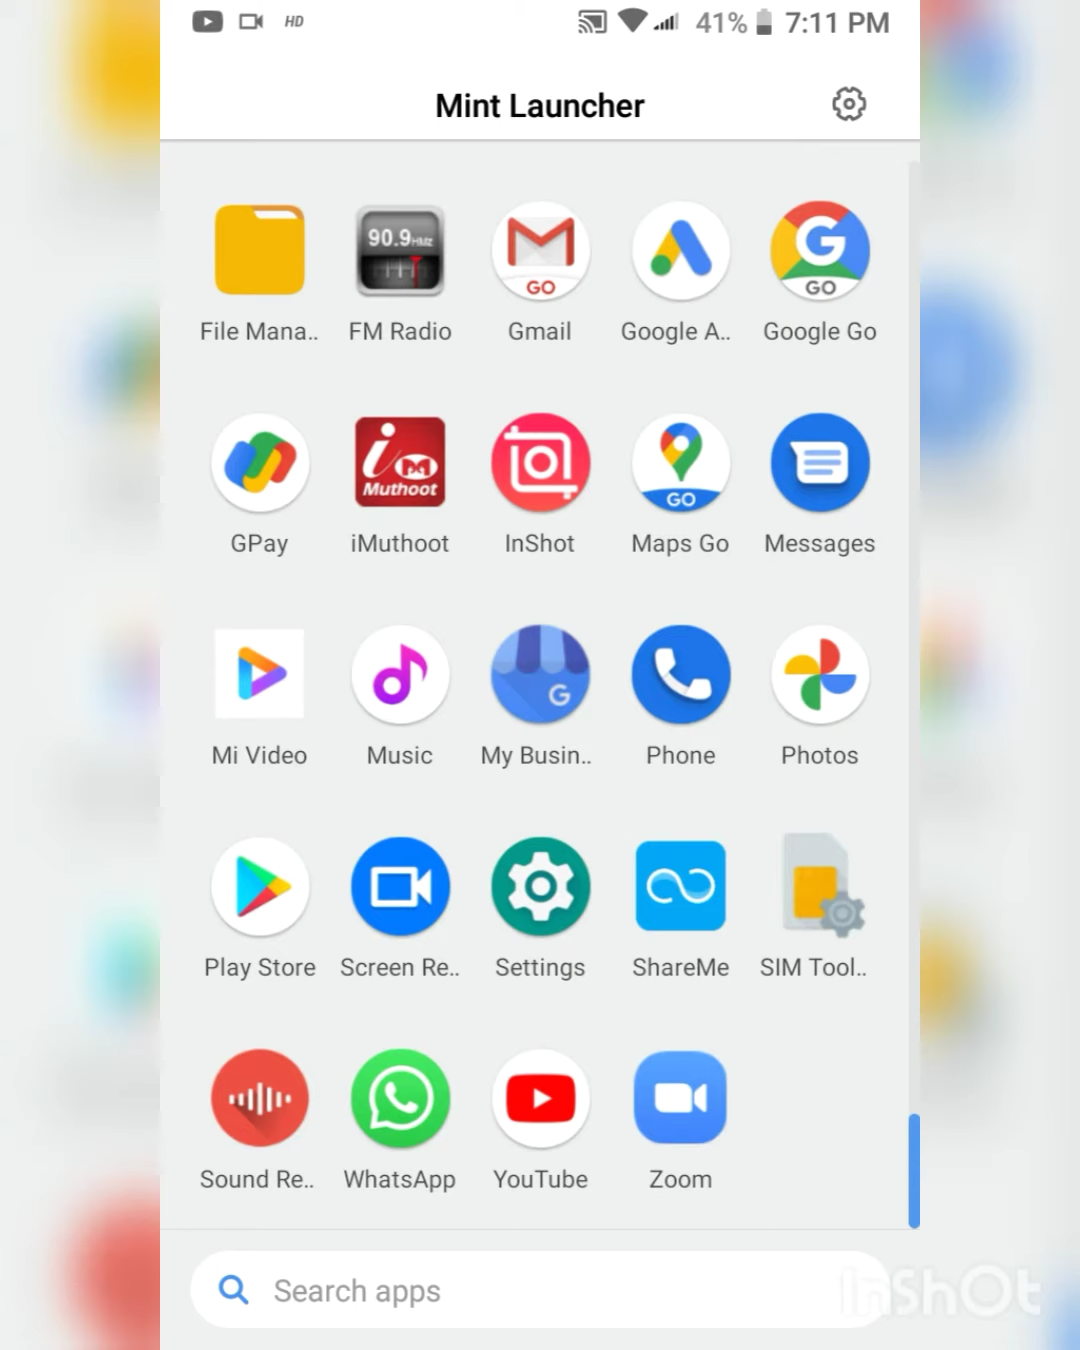 HD 41% 7:11 PM
Mint Launcher
90.9HMz
GO GO
File Mana.. FM Radio Gmail Google A.. Google Go
i
Muthoot
GO
GPay iMuthoot InShot Maps Go Messages
G
Mi Video Music My Busin.. Phone Photos
Play Store Screen Re.. Settings ShareMe SIM Tool..
Sound Re.. WhatsApp YouTube Zoom
Search apps
InShOt